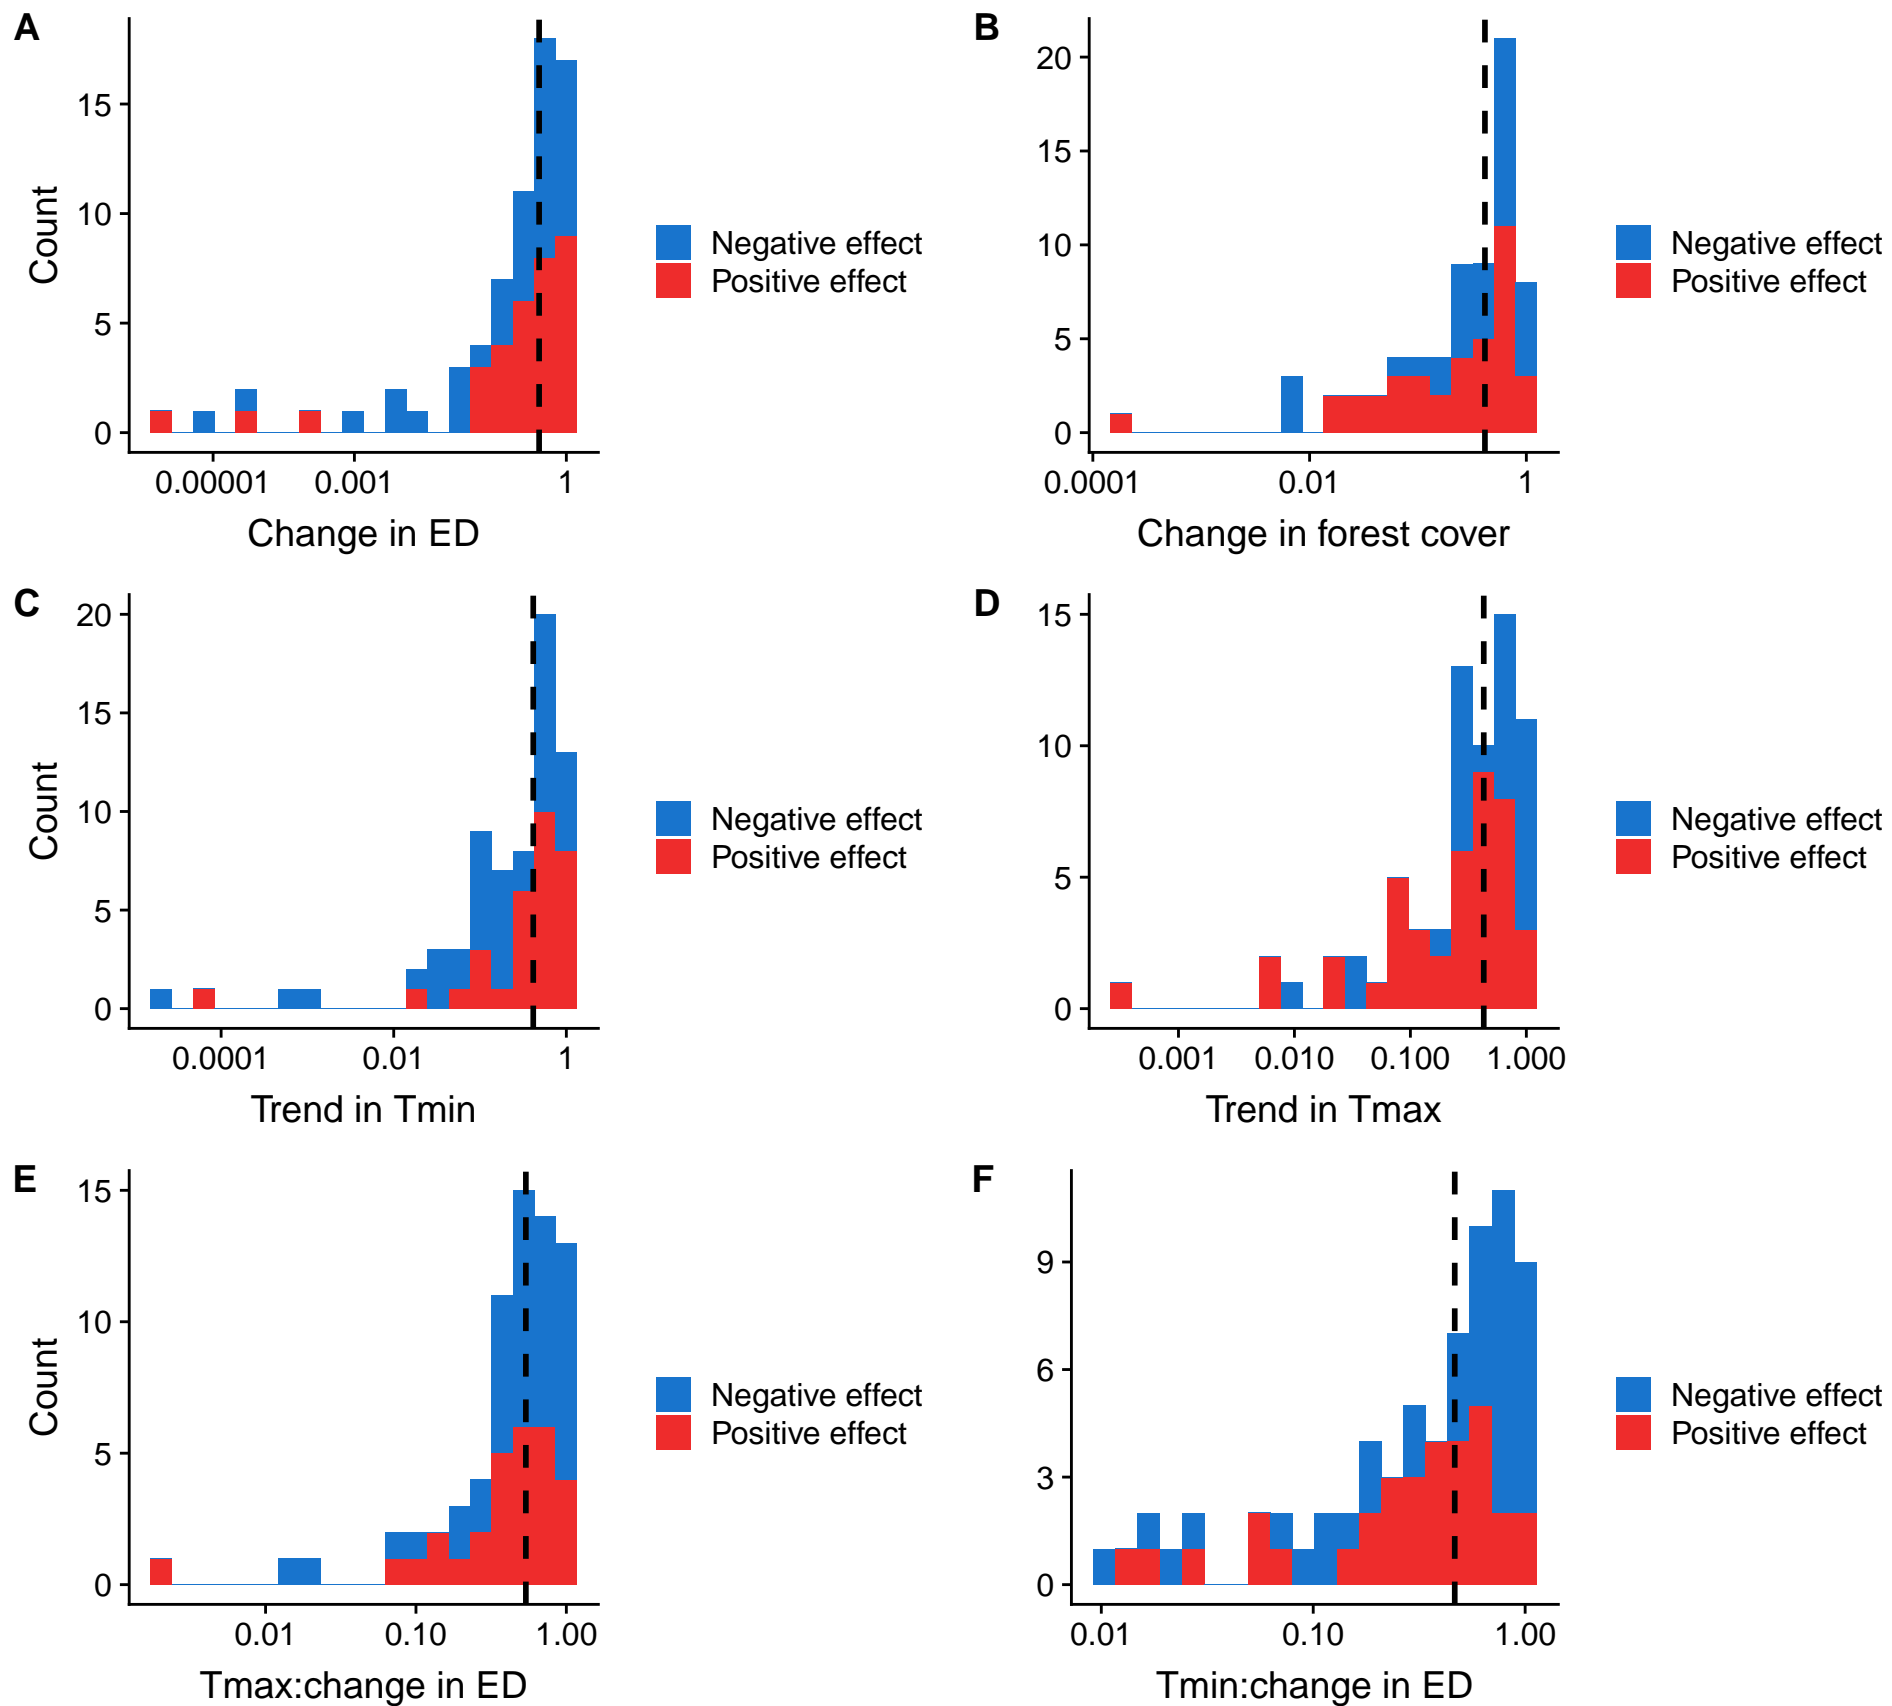 A
Count
15
10
5
0
0.00001 0.001 1
Change in ED
Negative effect
Positive effect
B
20
15
10
5
0
0.0001 0.01 1
Change in forest cover
Negative effect
Positive effect
C
Count
20
15
10
5
0
0.0001 0.01 1
Trend in Tmin
Negative effect
Positive effect
D
15
10
5
0
0.001 0.010 0.100 1.000
Trend in Tmax
Negative effect
Positive effect
E
Count
15
10
5
0
0.01 0.10 1.00
Tmax:change in ED
Negative effect
Positive effect
F
9
6
3
0
0.01 0.10 1.00
Tmin:change in ED
Negative effect
Positive effect